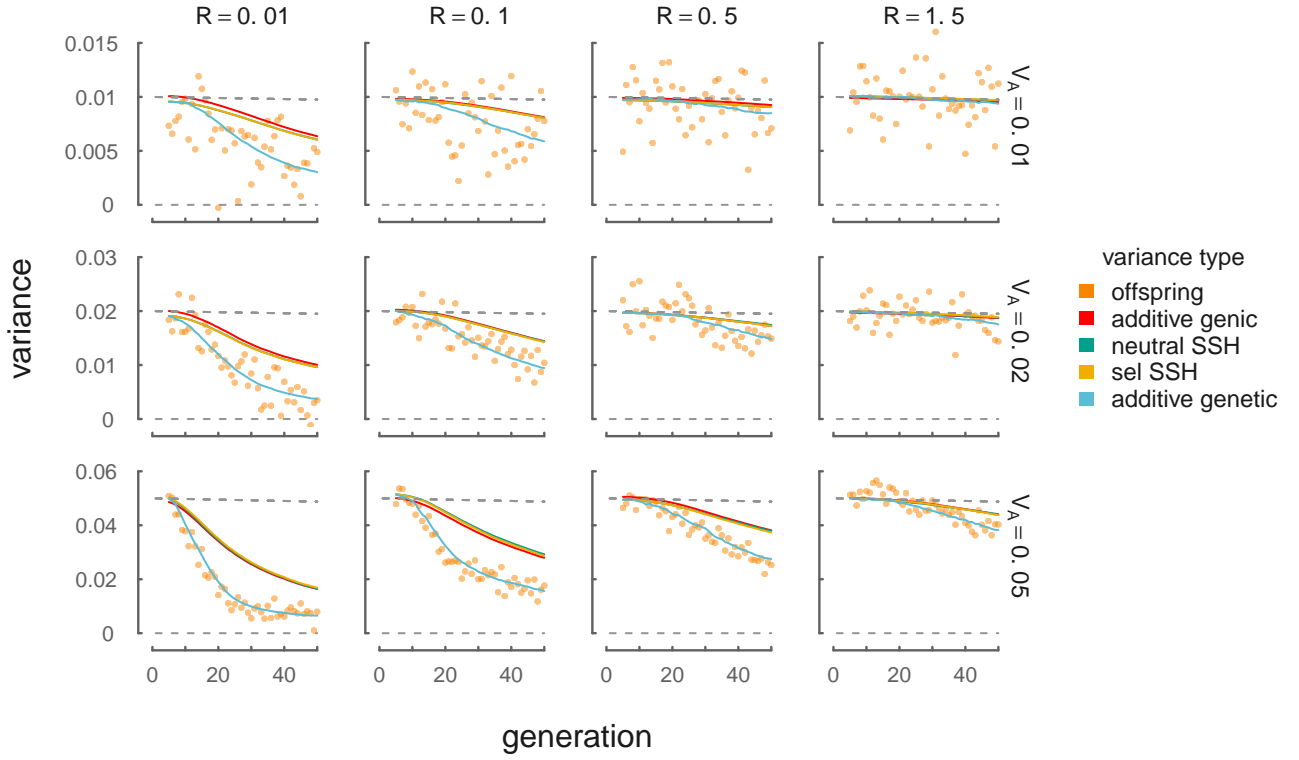 R = 0. 01
R = 0. 1
R = 0. 5
R = 1. 5
0.015
0.01
0.005
0
V_A = 0. 01
0.03
0.02
0.01
0
V_A = 0. 02
0.06
0.04
0.02
0
V_A = 0. 05
0 20 40
0 20 40
0 20 40
0 20 40
variance
generation
variance type
offspring
additive genic
neutral SSH
sel SSH
additive genetic